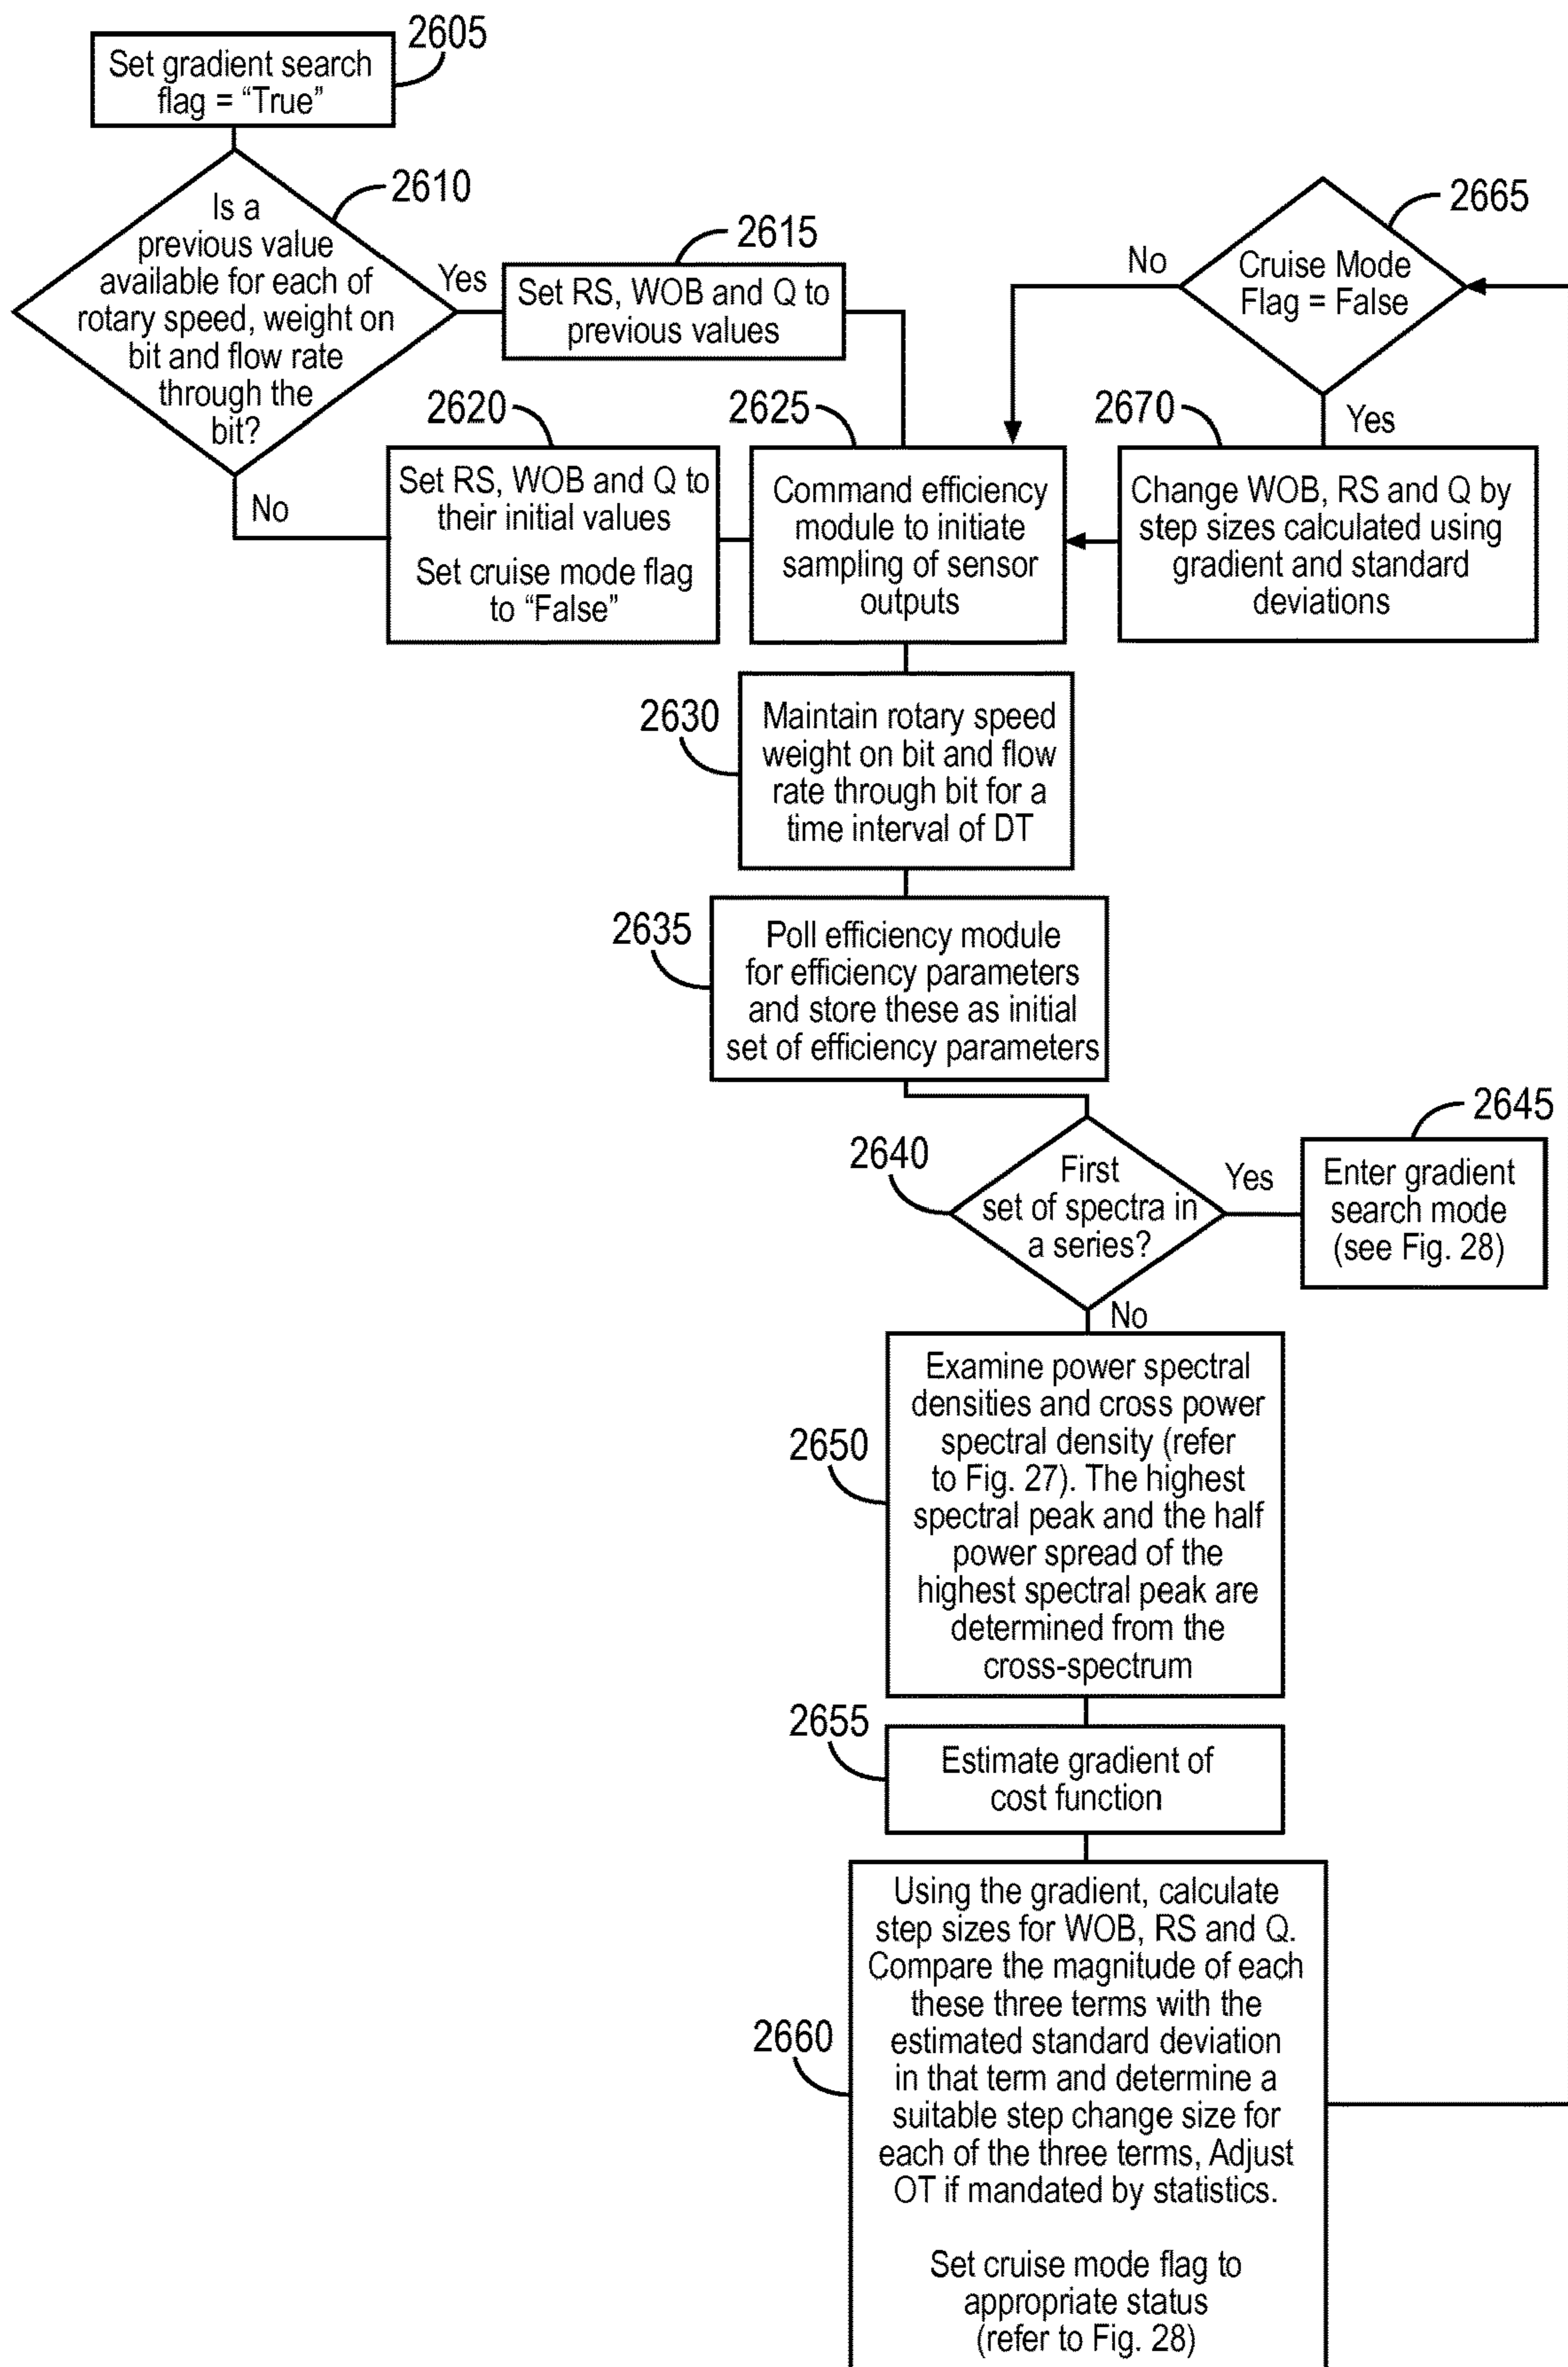 2605
Set gradient search
flag = “True”
2610
Is a
previous value
available for each of
rotary speed, weight on
bit and flow rate
through the
bit?
Yes
2615
Set RS, WOB and Q to
previous values
No
2620
Set RS, WOB and Q to
their initial values
Set cruise mode flag
to “False”
2625
Command efficiency
module to initiate
sampling of sensor
outputs
2665
Cruise Mode
Flag = False
No
Yes
2670
Change WOB, RS and Q by
step sizes calculated using
gradient and standard
deviations
2630
Maintain rotary speed
weight on bit and flow
rate through bit for a
time interval of DT
2635
Poll efficiency module
for efficiency parameters
and store these as initial
set of efficiency parameters
2640
First
set of spectra in
a series?
Yes
2645
Enter gradient
search mode
(see Fig. 28)
No
2650
Examine power spectral
densities and cross power
spectral density (refer
to Fig. 27). The highest
spectral peak and the half
power spread of the
highest spectral peak are
determined from the
cross-spectrum
2655
Estimate gradient of
cost function
2660
Using the gradient, calculate
step sizes for WOB, RS and Q.
Compare the magnitude of each
these three terms with the
estimated standard deviation
in that term and determine a
suitable step change size for
each of the three terms, Adjust
OT if mandated by statistics.
Set cruise mode flag to
appropriate status
(refer to Fig. 28)